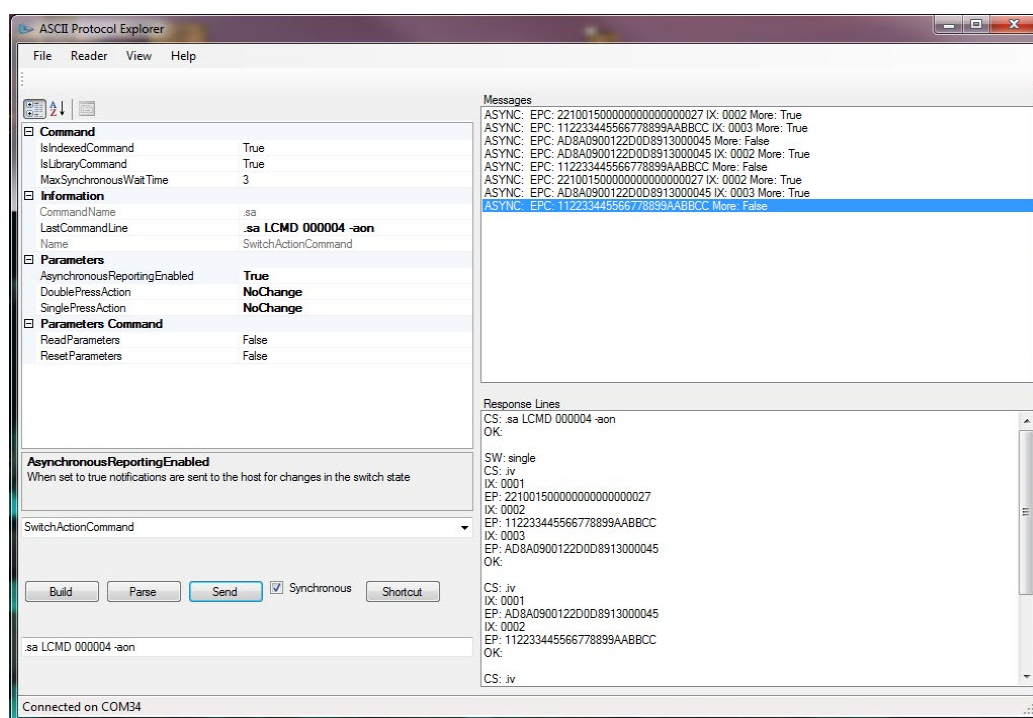 ASCII Protocol Explorer
File Reader View Help
Command
IsIndexedCommand True
IsLibraryCommand True
MaxSynchronousWaitTime 3
Information
CommandName .sa
LastCommandLine .sa LCMD 000004 -aon
Name SwitchActionCommand
Parameters
AsynchronousReportingEnabled True
DoublePressAction NoChange
SinglePressAction NoChange
Parameters Command
ReadParameters False
ResetParameters False
AsynchronousReportingEnabled
When set to true notifications are sent to the host for changes in the switch state
SwitchActionCommand
Build Parse Send Synchronous Shortcut
.sa LCMD 000004 -aon
Messages
ASYNC: EPC: 221001500000000000000027 IX: 0002 More: True
ASYNC: EPC: 112233445566778899AABBCC IX: 0003 More: True
ASYNC: EPC: AD8A0900122D0D8913000045 More: False
ASYNC: EPC: AD8A0900122D0D8913000045 IX: 0002 More: True
ASYNC: EPC: 112233445566778899AABBCC More: False
ASYNC: EPC: 221001500000000000000027 IX: 0002 More: True
ASYNC: EPC: AD8A0900122D0D8913000045 IX: 0003 More: True
ASYNC: EPC: 112233445566778899AABBCC More: False
Response Lines
CS: .sa LCMD 000004 -aon
OK:
SW: single
CS: .iv
IX: 0001
EP: 221001500000000000000027
IX: 0002
EP: 112233445566778899AABBCC
IX: 0003
EP: AD8A0900122D0D8913000045
OK:
CS: .iv
IX: 0001
EP: AD8A0900122D0D8913000045
IX: 0002
EP: 112233445566778899AABBCC
OK:
CS: .iv
Connected on COM34